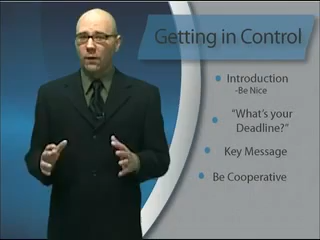 Getting in Control
Introduction
-Be Nice
"What's your
Deadline?"
Key Message
Be Cooperative